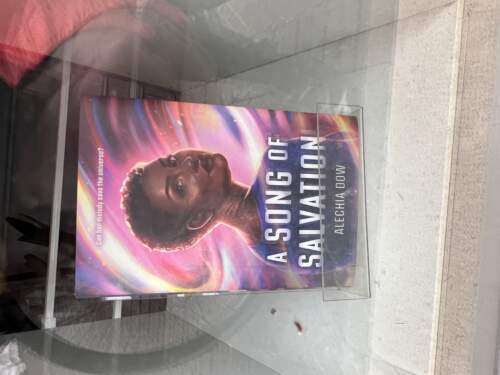 Can her melody save the universe?
A SONG OF
SALVATION
ALECHIA DOW